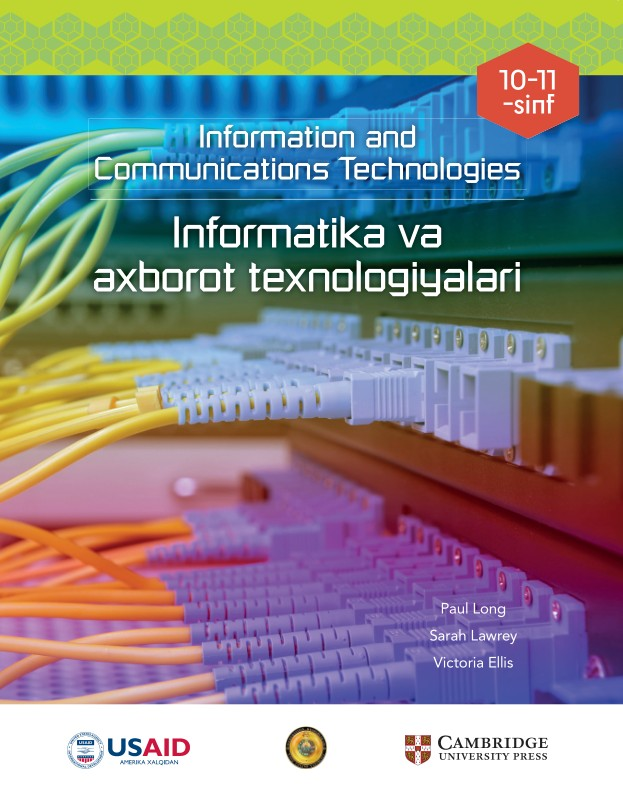 10-11
-sinf
Information and
Communications Technologies
Informatika va
axborot texnologiyalari
Paul Long
Sarah Lawrey
Victoria Ellis
USAID
AMERIKA XALQIDAN
CAMBRIDGE
UNIVERSITY PRESS